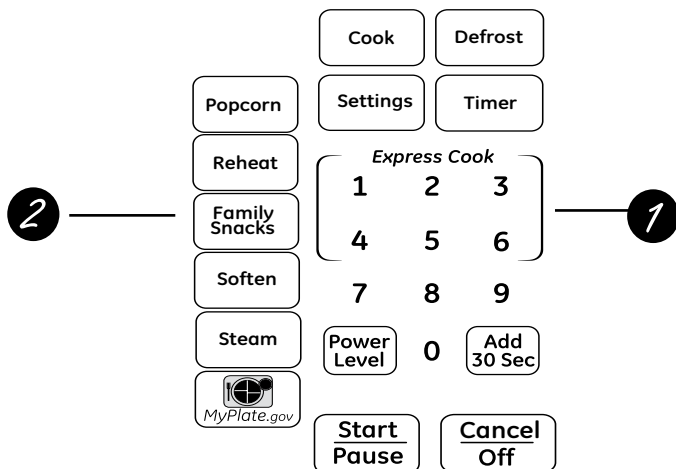 Cook
Defrost
Settings
Timer
Popcorn
Reheat
Family
Snacks
Soften
Steam
MyPlate.gov
Express Cook
1 2 3
4 5 6
7 8 9
Power
Level
0
Add
30 Sec
Start
Pause
Cancel
Off
2
1